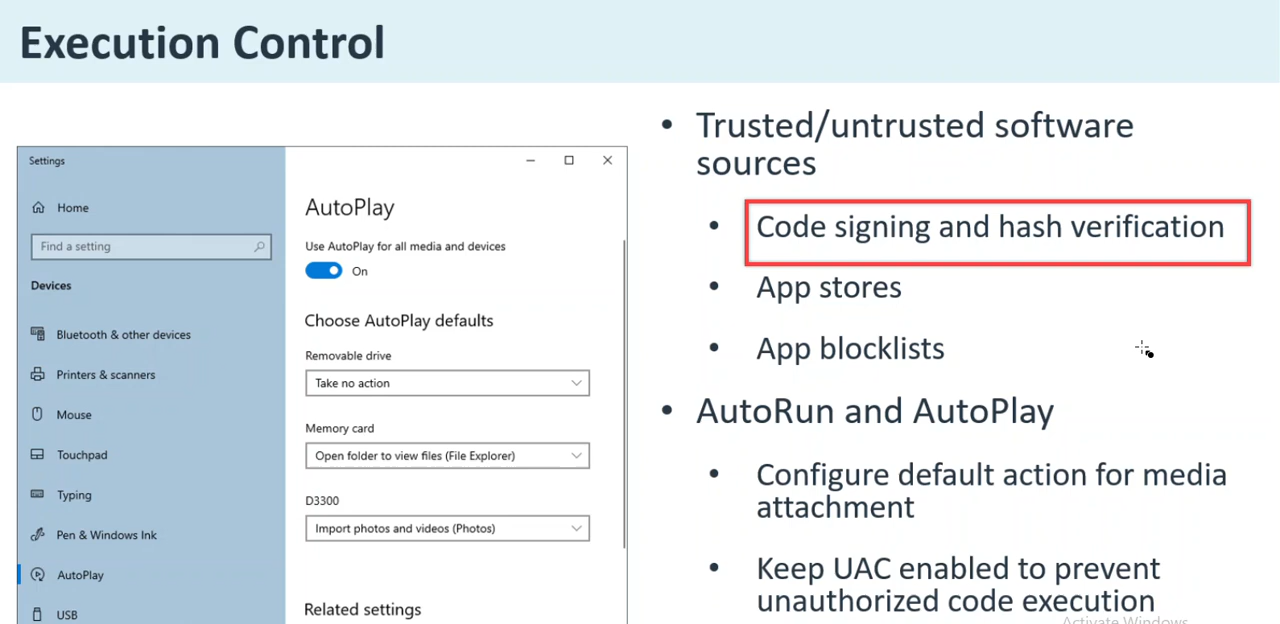 Execution Control
Settings
Home
Find a setting
Devices
Bluetooth & other devices
Printers & scanners
Mouse
Touchpad
Typing
Pen & Windows Ink
AutoPlay
USB
AutoPlay
Use AutoPlay for all media and devices
On
Choose AutoPlay defaults
Removable drive
Take no action
Memory card
Open folder to view files (File Explorer)
D3300
Import photos and videos (Photos)
Related settings
• Trusted/untrusted software
sources
• Code signing and hash verification
• App stores
• App blocklists
• AutoRun and AutoPlay
• Configure default action for media
attachment
• Keep UAC enabled to prevent
unauthorized code execution
Activate Windows